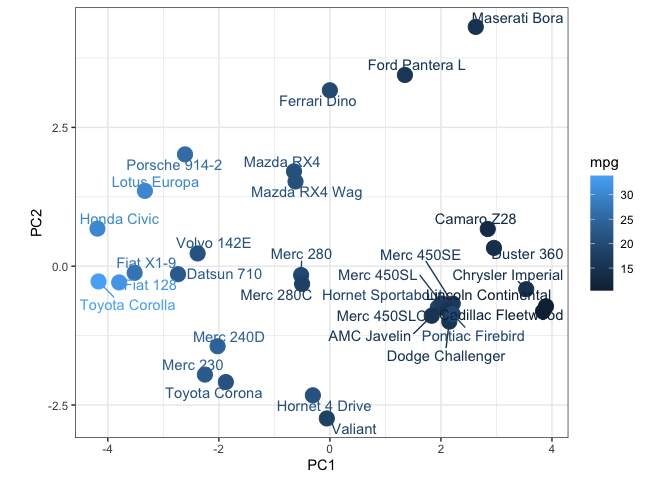 Maserati Bora
Ford Pantera L
Ferrari Dino
2.5
Porsche 914-2
Mazda RX4
Lotus Europa
Mazda RX4 Wag
mpg
30
25
20
15
Honda Civic
Camaro Z28
Volvo 142E
PC2
Merc 280
Merc 450SE
Duster 360
Fiat X1-9
0.0
Datsun 710
Merc 450SL
Chrysler Imperial
Fiat 128
Merc 280C
Hornet Sportabout
Lincoln Continental
Toyota Corolla
Merc 450SLC
Cadillac Fleetwood
Merc 240D
AMC Javelin
Pontiac Firebird
Dodge Challenger
Merc 230
Toyota Corona
Hornet 4 Drive
-2.5
Valiant
-4
-2
0
2
4
PC1